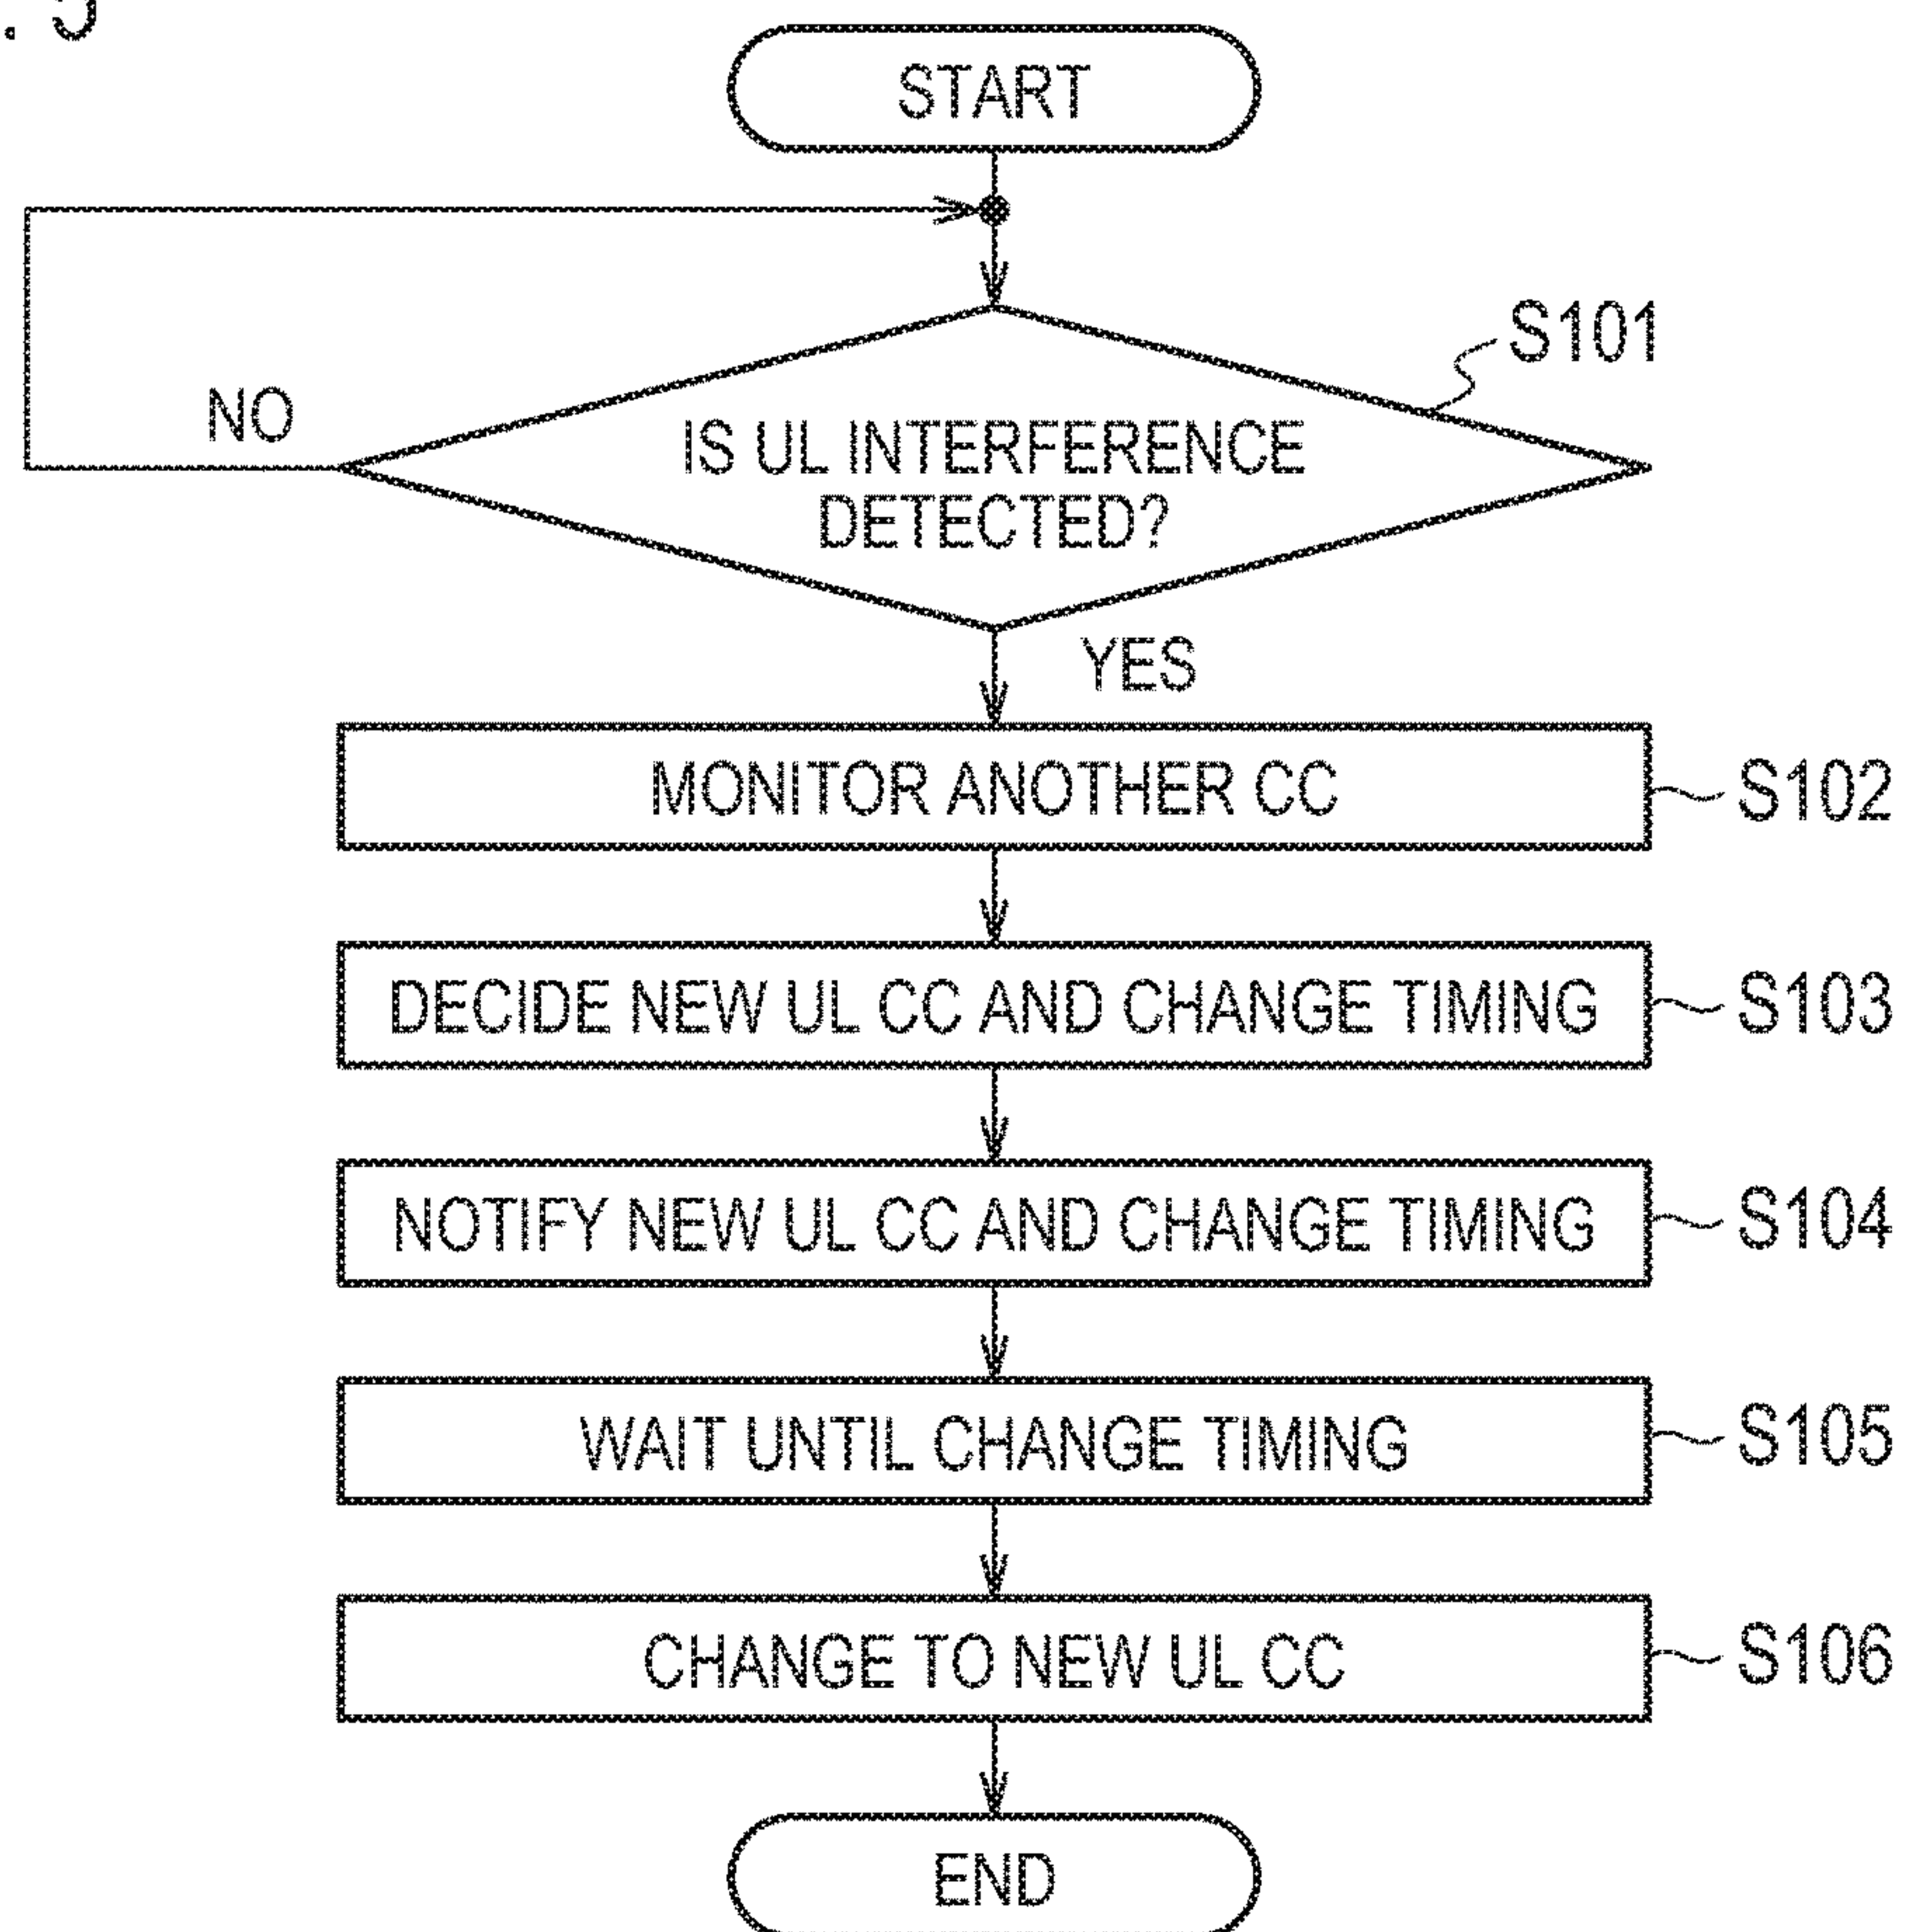 START
S101
NO
IS UL INTERFERENCE
DETECTED?
YES
MONITOR ANOTHER CC
S102
DECIDE NEW UL CC AND CHANGE TIMING
S103
NOTIFY NEW UL CC AND CHANGE TIMING
S104
WAIT UNTIL CHANGE TIMING
S105
CHANGE TO NEW UL CC
S106
END